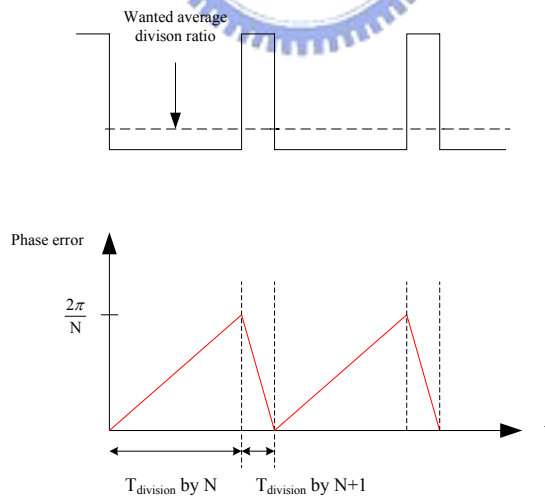 Wanted average
divison ratio
Phase error
2π
N
T division by N
T division by N+1